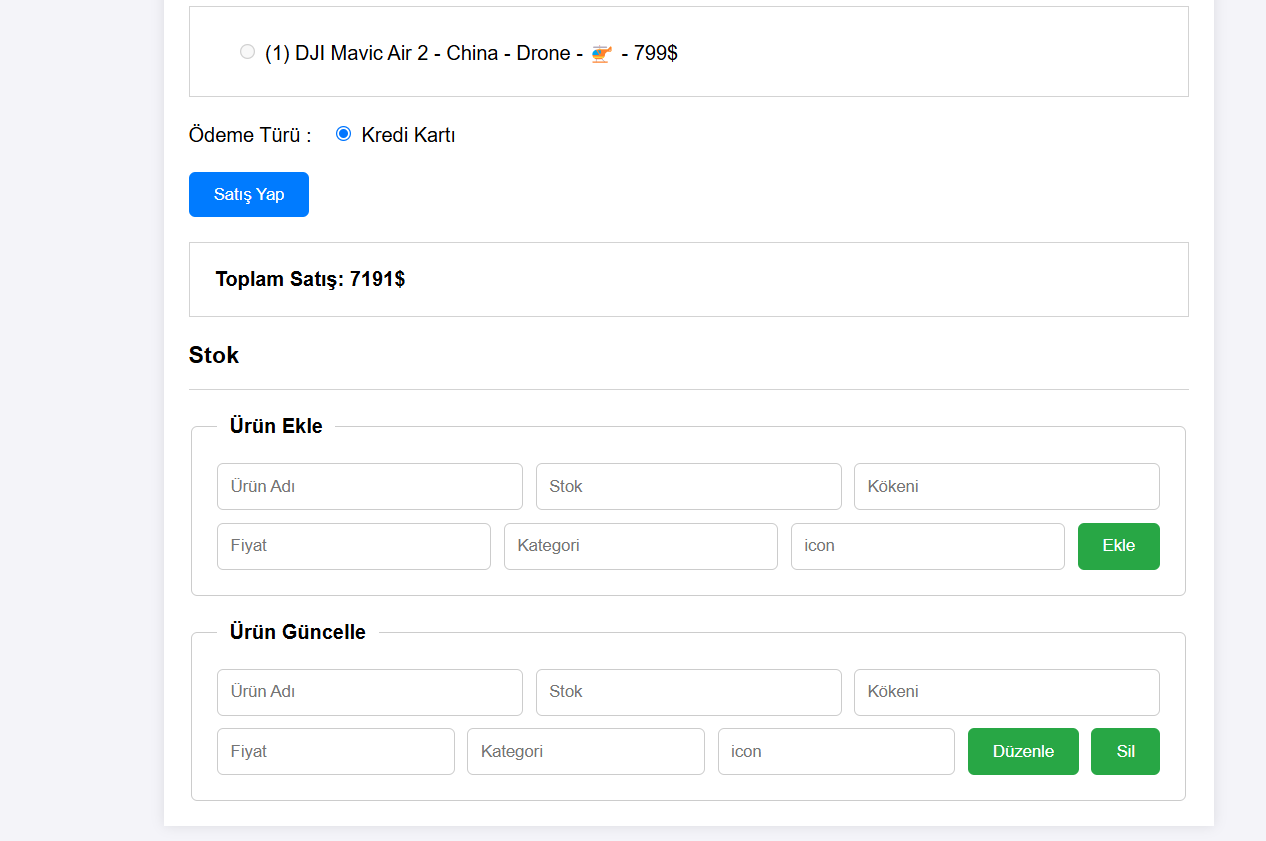 (1) DJI Mavic Air 2 - China - Drone - 🚁 - 799$
Ödeme Türü : Kredi Kartı
Satış Yap
Toplam Satış: 7191$
Stok
Ürün Ekle
Ürün Adı Stok Kökeni
Fiyat Kategori icon Ekle
Ürün Güncelle
Ürün Adı Stok Kökeni
Fiyat Kategori icon Düzenle Sil